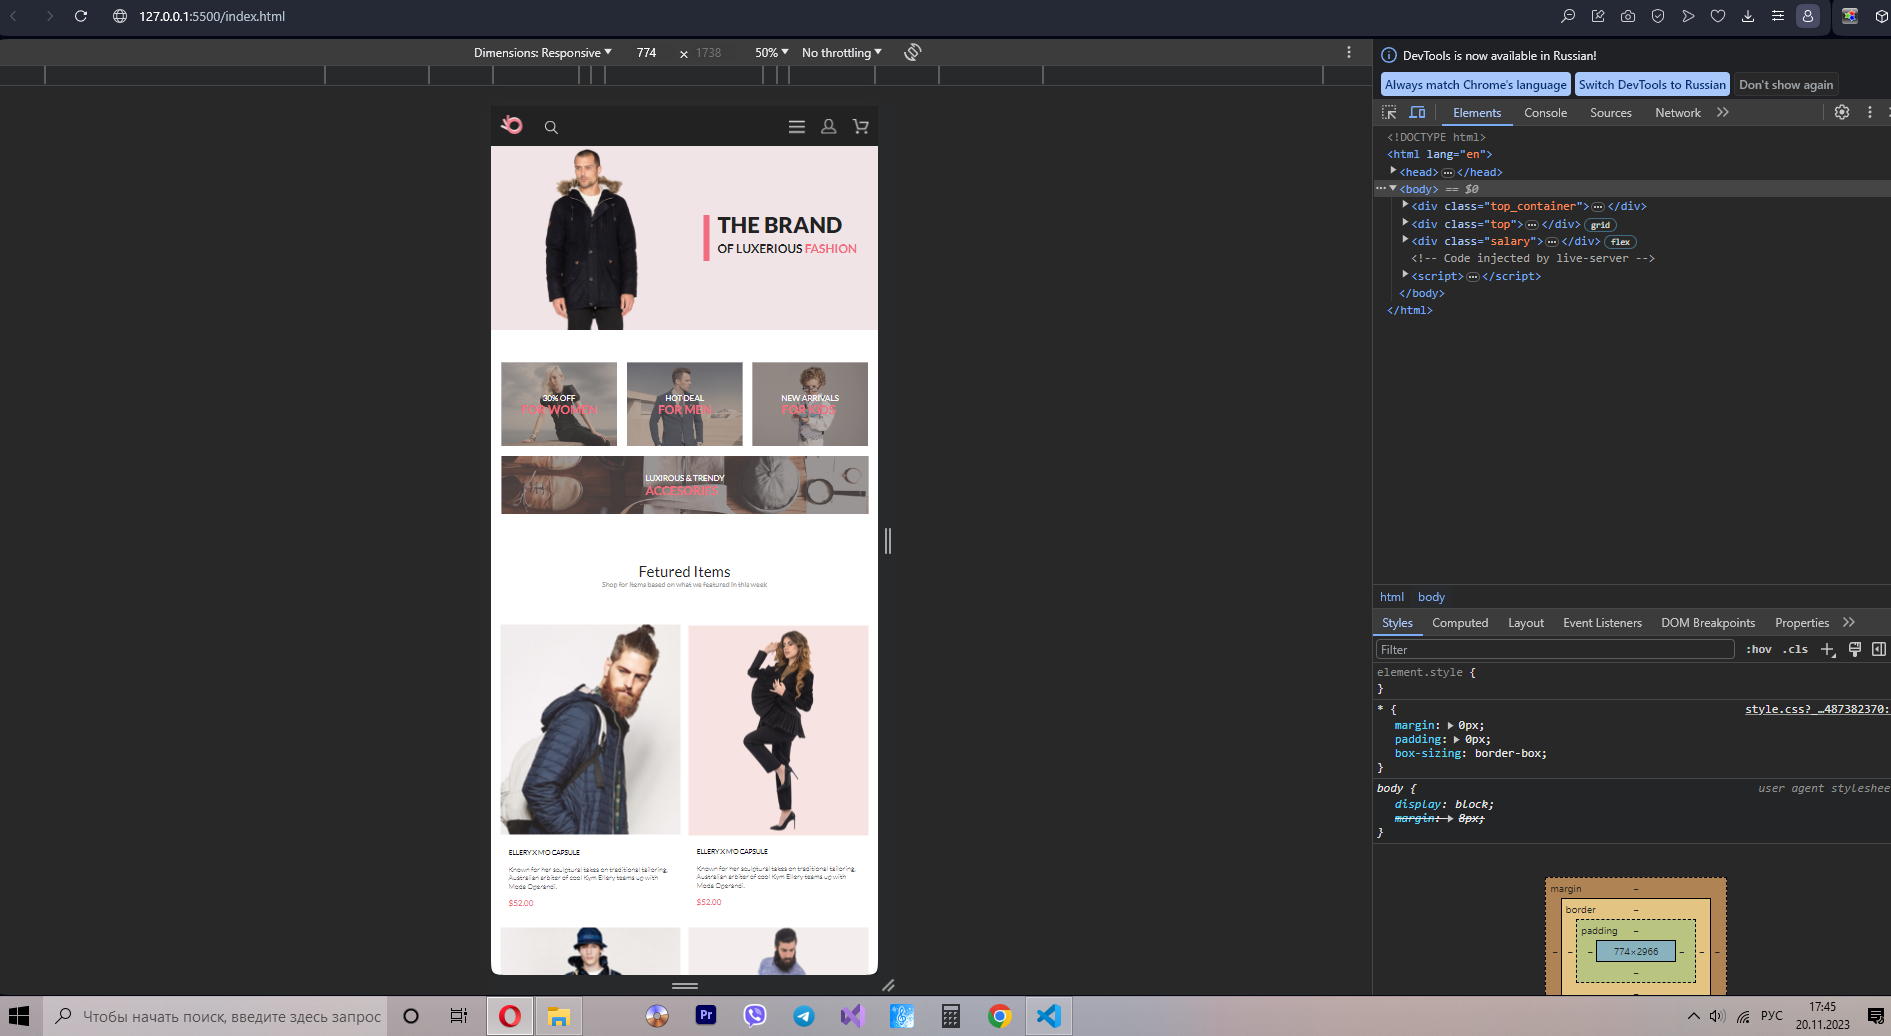 127.0.0.1:5500/index.html
Dimensions: Responsive 774 × 1738 50% No throttling
DevTools is now available in Russian!
Always match Chrome's language Switch DevTools to Russian Don't show again
Elements Console Sources Network
<!DOCTYPE html>
<html lang="en">
<head>…</head>
<body> == $0
<div class="top_container">…</div>
<div class="top">…</div> grid
<div class="salary">…</div> flex
<!-- Code injected by live-server -->
<script>…</script>
</body>
</html>
THE BRAND
OF LUXERIOUS FASHION
30% OFF
FOR WOMEN
HOT DEAL
FOR MEN
NEW ARRIVALS
FOR KIDS
LUXIROUS & TRENDY
ACCESORIES
Fetured Items
Shop for items based on what we featured in this week
ELLERY X M'O CAPSULE
Known for her sculptural takes on traditional tailoring,
Australian arbiter of cool Kym Ellery teams up with
Moda Operandi.
$52.00
ELLERY X M'O CAPSULE
Known for her sculptural takes on traditional tailoring,
Australian arbiter of cool Kym Ellery teams up with
Moda Operandi.
$52.00
html body
Styles Computed Layout Event Listeners DOM Breakpoints Properties
Filter :hov .cls
element.style {
}
* { style.css?_…487382370:
margin: 0px;
padding: 0px;
box-sizing: border-box;
}
body { user agent styleshee
display: block;
margin: 8px;
}
margin –
border –
padding –
– – – 774×2966 – – –
–
–
Чтобы начать поиск, введите здесь запрос
Pr
РУС
17:45
20.11.2023